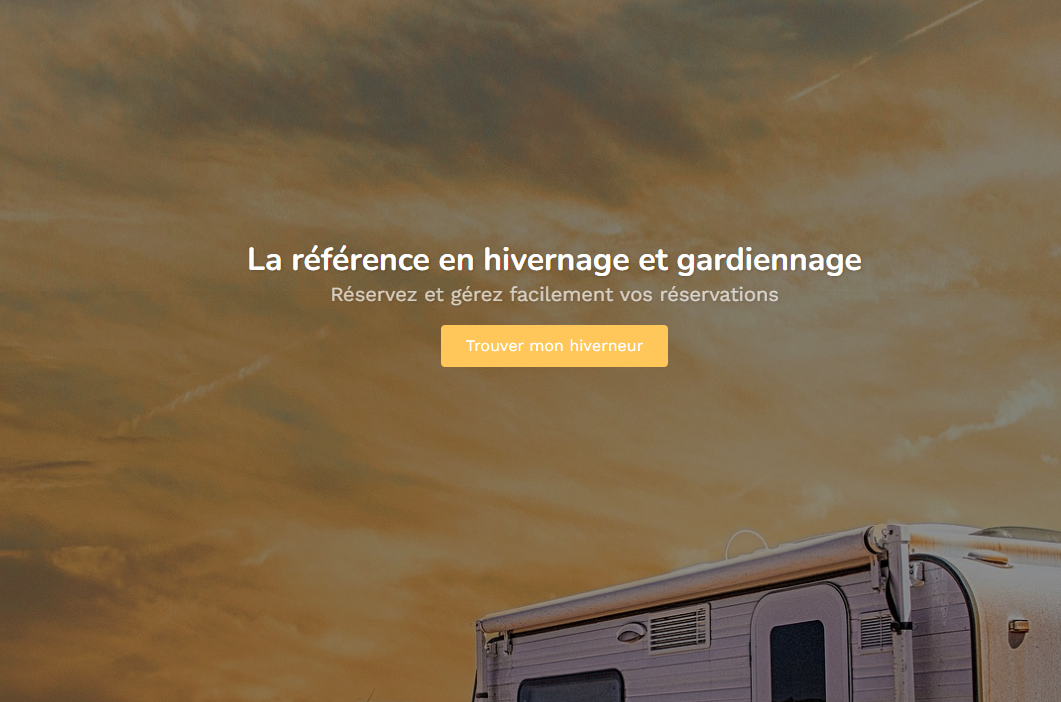 La référence en hivernage et gardiennage
Réservez et gérez facilement vos réservations
Trouver mon hiverneur